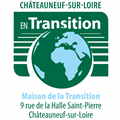 CHÂTEAUNEUF-SUR-LOIRE
EN Transition
Maison de la Transition
9 rue de la Halle Saint-Pierre
Châteauneuf-sur-Loire